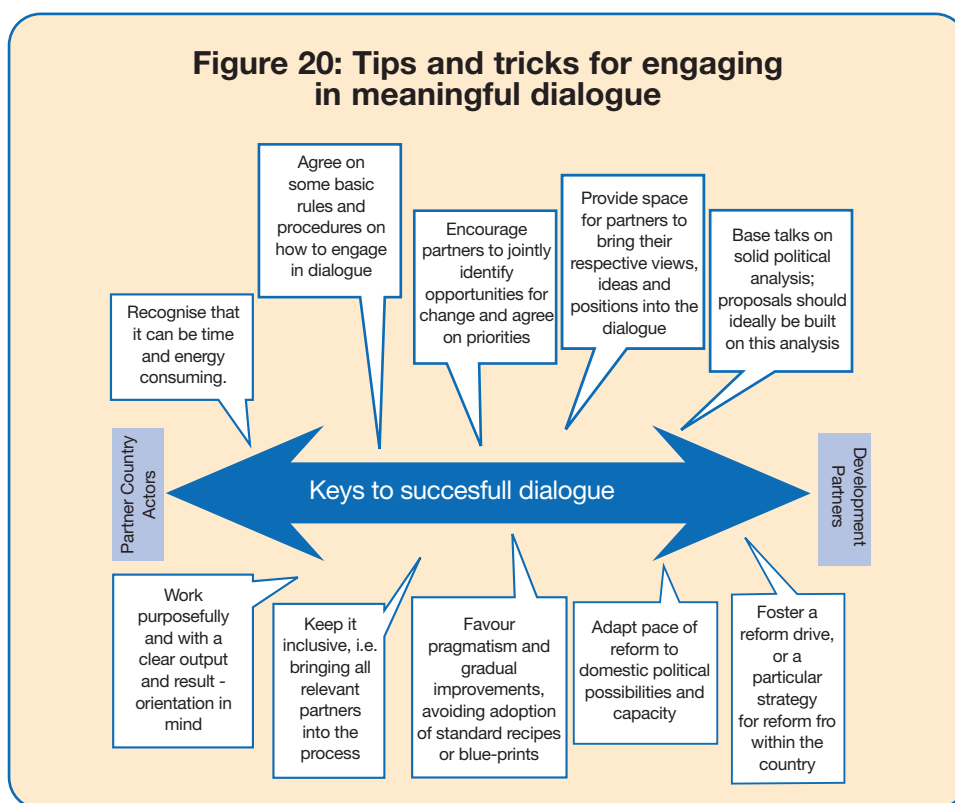 Figure 20: Tips and tricks for engaging
in meaningful dialogue
Recognise that
it can be time
and energy
consuming.
Agree on
some basic
rules and
procedures on
how to engage
in dialogue
Encourage
partners to jointly
identify
opportunities for
change and agree
on priorities
Provide space
for partners to
bring their
respective views,
ideas and
positions into the
dialogue
Base talks on
solid political
analysis;
proposals should
ideally be built
on this analysis
Partner Country
Actors
Keys to succesfull dialogue
Development
Partners
Work
purposefully
and with a
clear output
and result -
orientation in
mind
Keep it
inclusive, i.e.
bringing all
relevant
partners
into the
process
Favour
pragmatism and
gradual
improvements,
avoiding adoption
of standard recipes
or blue-prints
Adapt pace of
reform to
domestic political
possibilities and
capacity
Foster a
reform drive,
or a
particular
strategy
for reform fro
within the
country